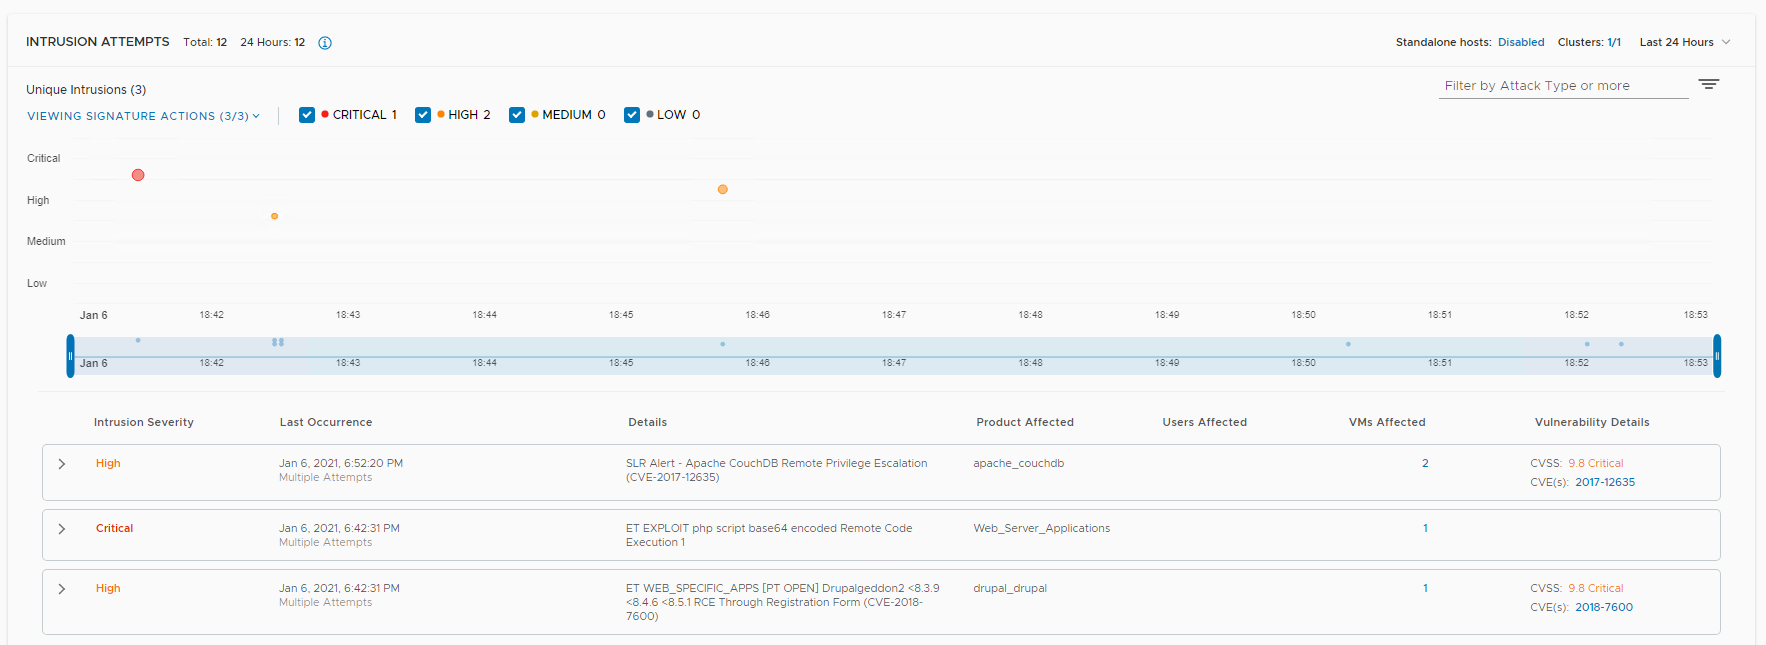 INTRUSION ATTEMPTS Total: 12 24 Hours: 12 Standalone hosts: Disabled Clusters: 1/1 Last 24 Hours
Unique Intrusions (3) Filter by Attack Type or more
VIEWING SIGNATURE ACTIONS (3/3) CRITICAL 1 HIGH 2 MEDIUM 0 LOW 0
Critical
High
Medium
Low
Jan 6 18:42 18:43 18:44 18:45 18:46 18:47 18:48 18:49 18:50 18:51 18:52 18:53
Jan 6 18:42 18:43 18:44 18:45 18:46 18:47 18:48 18:49 18:50 18:51 18:52 18:53
Intrusion Severity Last Occurrence Details Product Affected Users Affected VMs Affected Vulnerability Details
High Jan 6, 2021, 6:52:20 PM SLR Alert - Apache CouchDB Remote Privilege Escalation apache_couchdb 2 CVSS: 9.8 Critical
Multiple Attempts (CVE-2017-12635) CVE(s): 2017-12635
Critical Jan 6, 2021, 6:42:31 PM ET EXPLOIT php script base64 encoded Remote Code Web_Server_Applications 1
Multiple Attempts Execution 1
High Jan 6, 2021, 6:42:31 PM ET WEB_SPECIFIC_APPS [PT OPEN] Drupalgeddon2 <8.3.9 drupal_drupal 1 CVSS: 9.8 Critical
Multiple Attempts <8.4.6 <8.5.1 RCE Through Registration Form (CVE-2018- CVE(s): 2018-7600
7600)